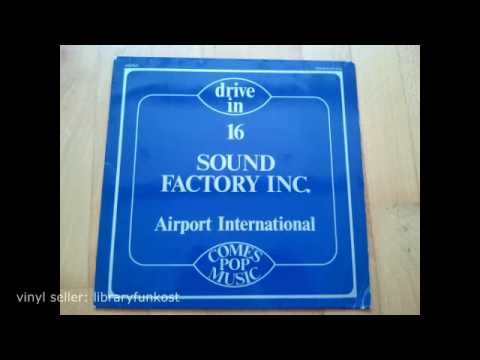 drive
in
16
SOUND
FACTORY INC.
Airport International
COMES
POP
MUSIC
vinyl seller: libraryfunkost